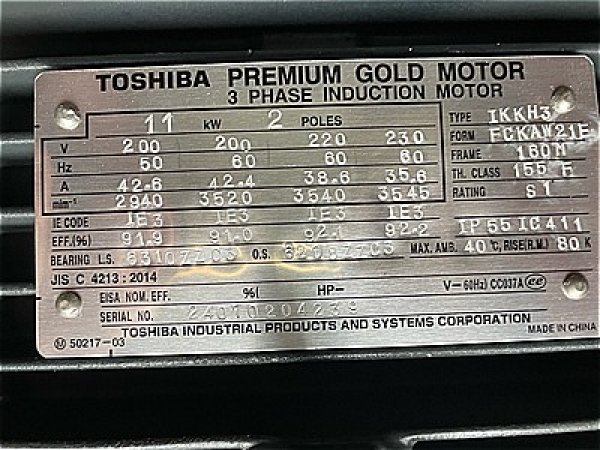 TOSHIBA PREMIUM GOLD MOTOR
3 PHASE INDUCTION MOTOR
11 kW 2 POLES
V 200 200 220 230
Hz 50 60 60 60
A 42.6 42.4 38.6 35.6
min-1 2940 3520 3540 3545
IE CODE IE3 IE3 IE3 IE3
EFF.(%) 91.9 91.0 92.1 92.2
TYPE IKKH3
FORM FCKAW21E
FRAME 160M
TH. CLASS 155 F
RATING S1
IP55 IC411
BEARING L.S. 6310ZZC3 O.S. 6208ZZC3 MAX. AMB. 40℃, RISE(R.M.) 80 K
JIS C 4213 : 2014
EISA NOM. EFF. %( HP- V-60Hz) CC037A ee
SERIAL NO. 24010204239
TOSHIBA INDUSTRIAL PRODUCTS AND SYSTEMS CORPORATION
Ⓜ 50217-03 MADE IN CHINA